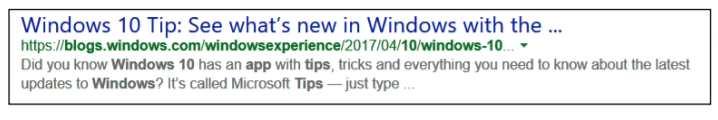 Windows 10 Tip: See what's new in Windows with the ...
https://blogs.windows.com/windowsexperience/2017/04/10/windows-10...
Did you know Windows 10 has an app with tips, tricks and everything you need to know about the latest
updates to Windows? It's called Microsoft Tips — just type ...